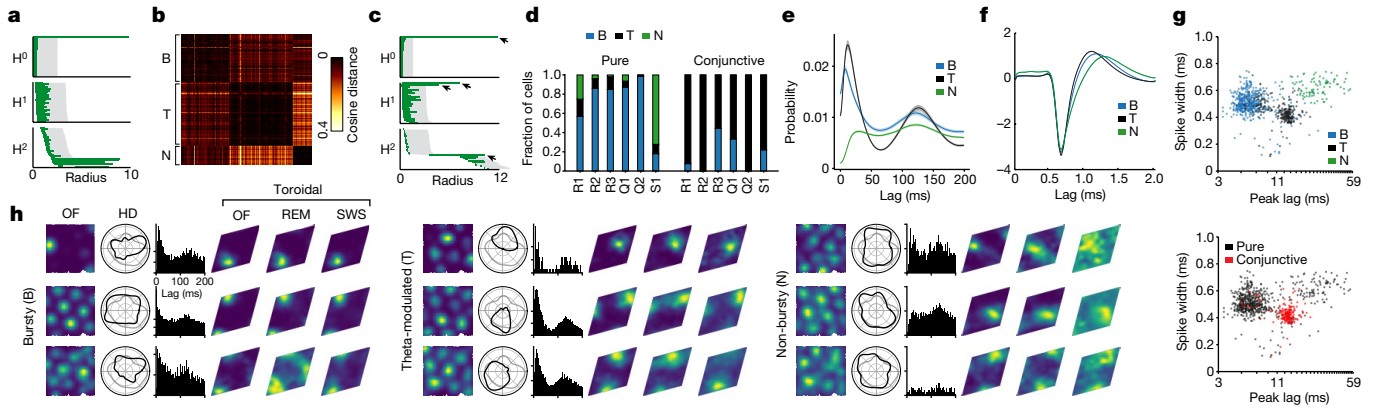 a
H⁰
H¹
H²
0
10
Radius
b
B
T
N
0
0.4
Cosine distance
c
H⁰
H¹
H²
0
12
Radius
d
B T N
Pure Conjunctive
Fraction of cells
1.0
0.8
0.6
0.4
0.2
0
R1 R2 R3 Q1 Q2 S1
R1 R2 R3 Q1 Q2 S1
e
Probability
0.02
0.01
0
B
T
N
0 50 100 150 200
Lag (ms)
f
2
0
−2
−4
B
T
N
0 0.5 1.0 1.5 2.0
Lag (ms)
g
Spike width (ms)
1.0
0.8
0.6
0.4
0.2
0
B
T
N
3 11 59
Peak lag (ms)
Spike width (ms)
1.0
0.8
0.6
0.4
0.2
0
Pure
Conjunctive
3 11 59
Peak lag (ms)
h
OF HD
Toroidal
OF REM SWS
Bursty (B)
0 100 200
Lag (ms)
Theta-modulated (T)
Non-bursty (N)